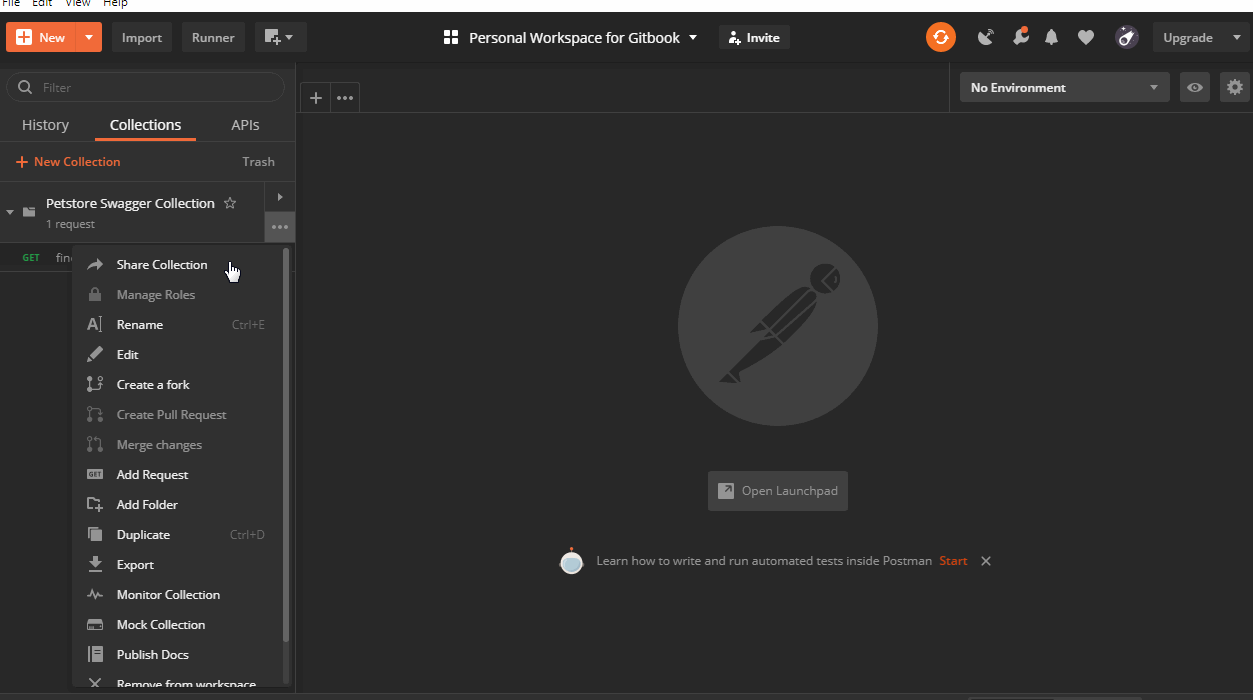 File Edit View Help
New
Import
Runner
Personal Workspace for Gitbook
Invite
Upgrade
Filter
No Environment
History
Collections
APIs
New Collection
Trash
Petstore Swagger Collection
1 request
GET
Share Collection
Manage Roles
Rename Ctrl+E
Edit
Create a fork
Create Pull Request
Merge changes
GET Add Request
Add Folder
Duplicate Ctrl+D
Export
Monitor Collection
Mock Collection
Publish Docs
Remove from workspace
Open Launchpad
Learn how to write and run automated tests inside Postman Start